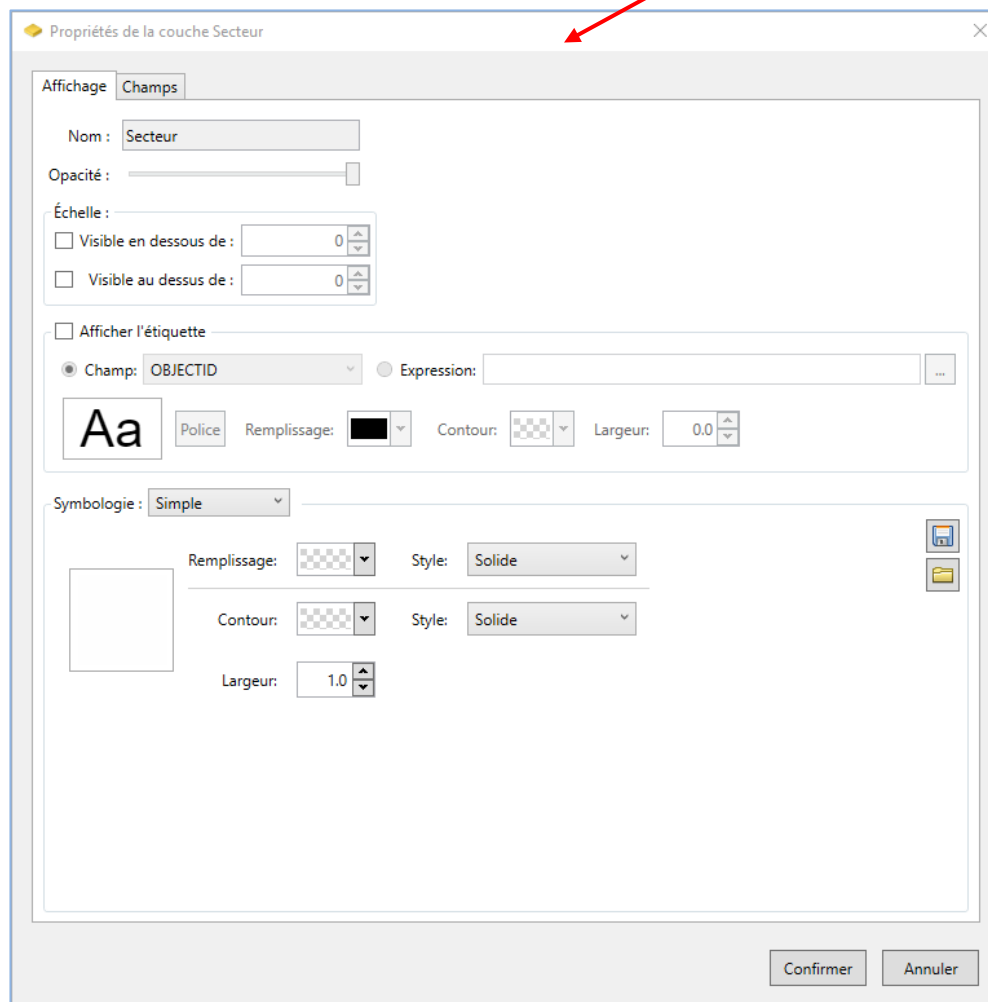 Propriétés de la couche Secteur
Affichage Champs
Nom : Secteur
Opacité :
Échelle :
Visible en dessous de : 0
Visible au dessus de : 0
Afficher l'étiquette
Champ: OBJECTID Expression: ...
Aa Police Remplissage: Contour: Largeur: 0.0
Symbologie : Simple
Remplissage: Style: Solide
Contour: Style: Solide
Largeur: 1.0
Confirmer Annuler